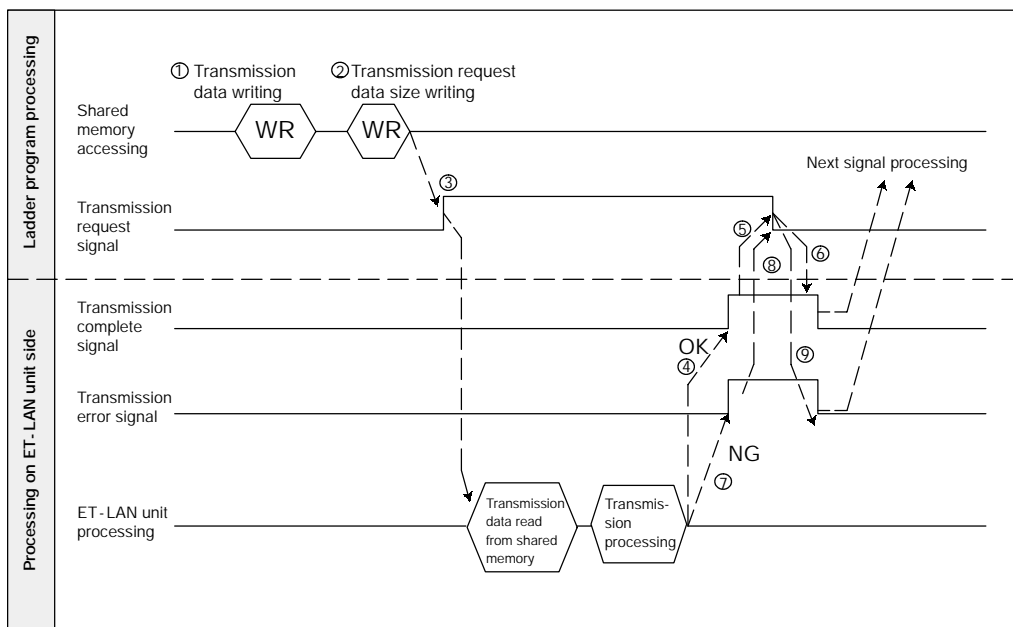 Ladder program processing
① Transmission
data writing
② Transmission request
data size writing
Shared
memory
accessing
WR
WR
Next signal processing
③
Transmission
request
signal
⑤
⑥
⑧
Processing on ET-LAN unit side
Transmission
complete
signal
OK
④
⑨
Transmission
error signal
NG
⑦
ET-LAN unit
processing
Transmission
data read
from shared
memory
Transmis-
sion
processing